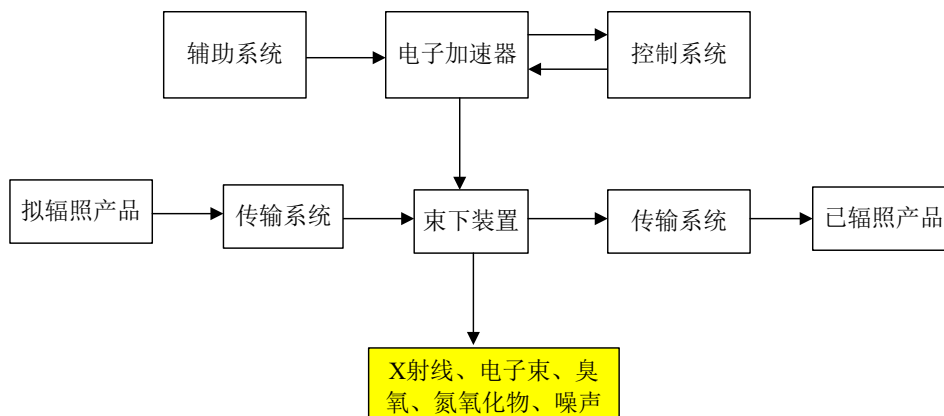 辅助系统
电子加速器
控制系统
拟辐照产品
传输系统
束下装置
传输系统
已辐照产品
X射线、电子束、臭
氧、氮氧化物、噪声